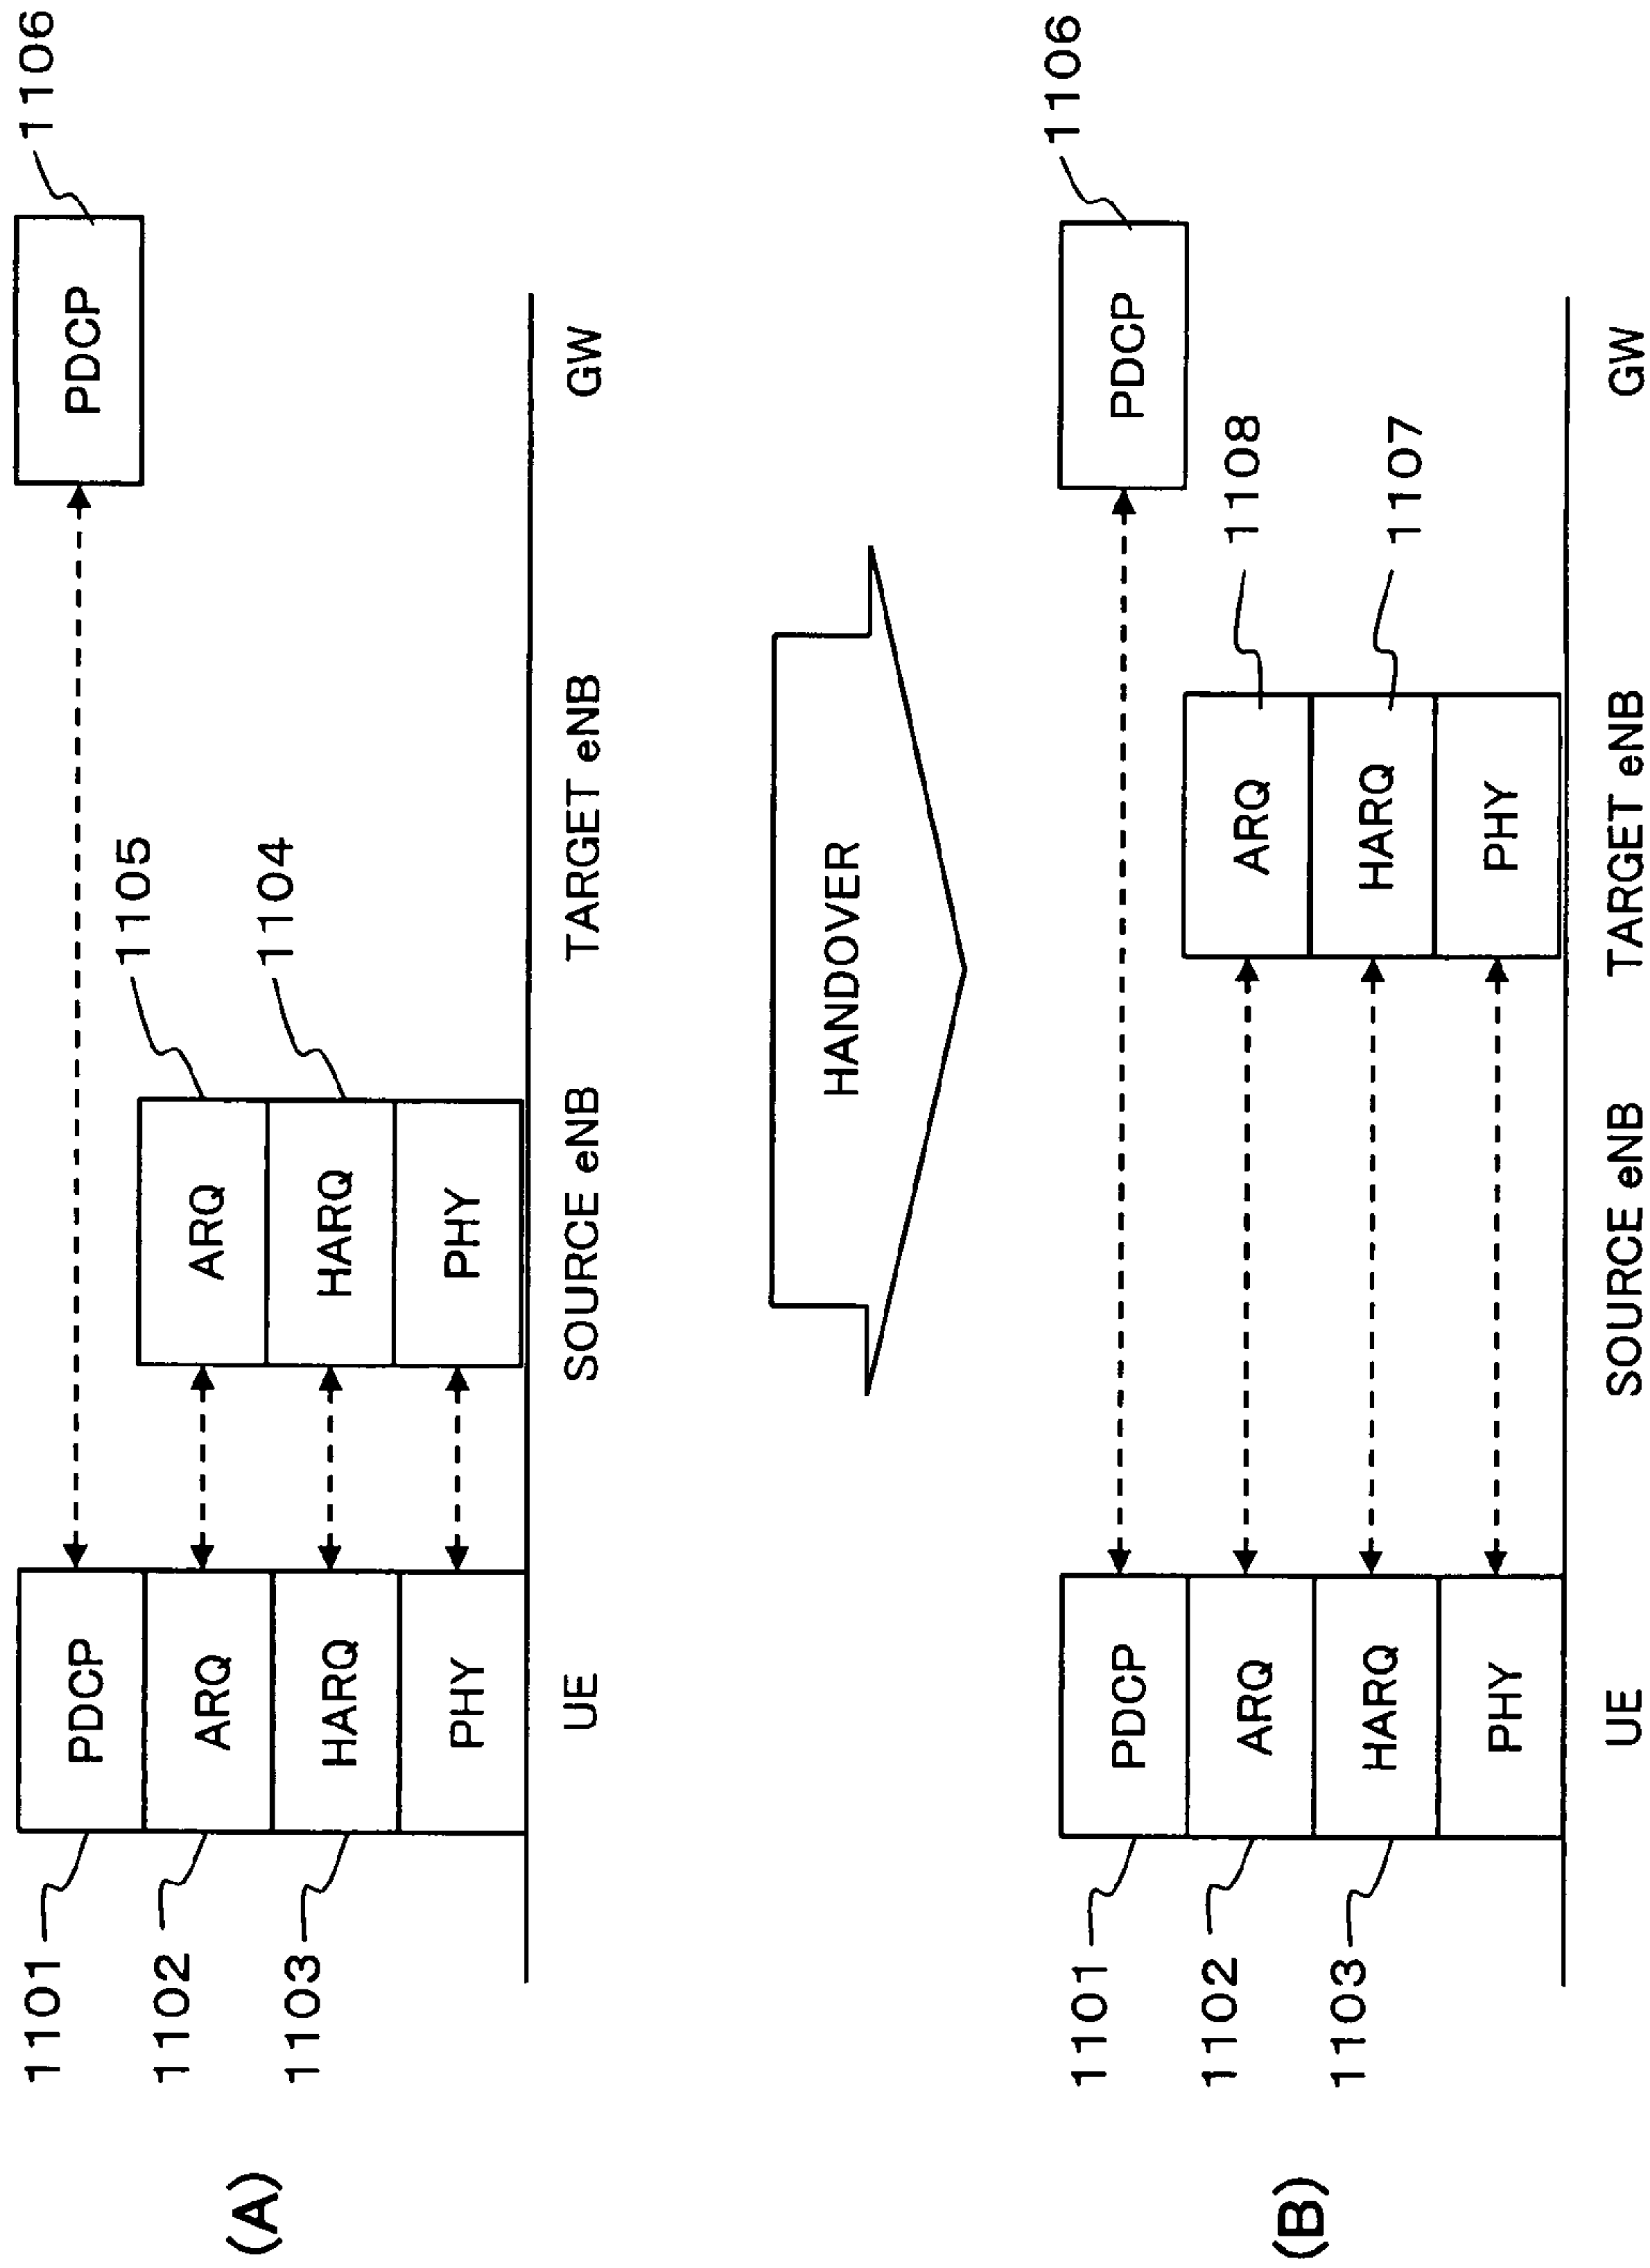 (A)
1106
PDCP
PDCP
1101
1105
ARQ
ARQ
1102
1104
HARQ
HARQ
1103
PHY
PHY
UE
SOURCE eNB
TARGET eNB
GW
HANDOVER
(B)
1106
PDCP
PDCP
1101
1108
ARQ
ARQ
1102
1107
HARQ
HARQ
1103
PHY
PHY
UE
SOURCE eNB
TARGET eNB
GW